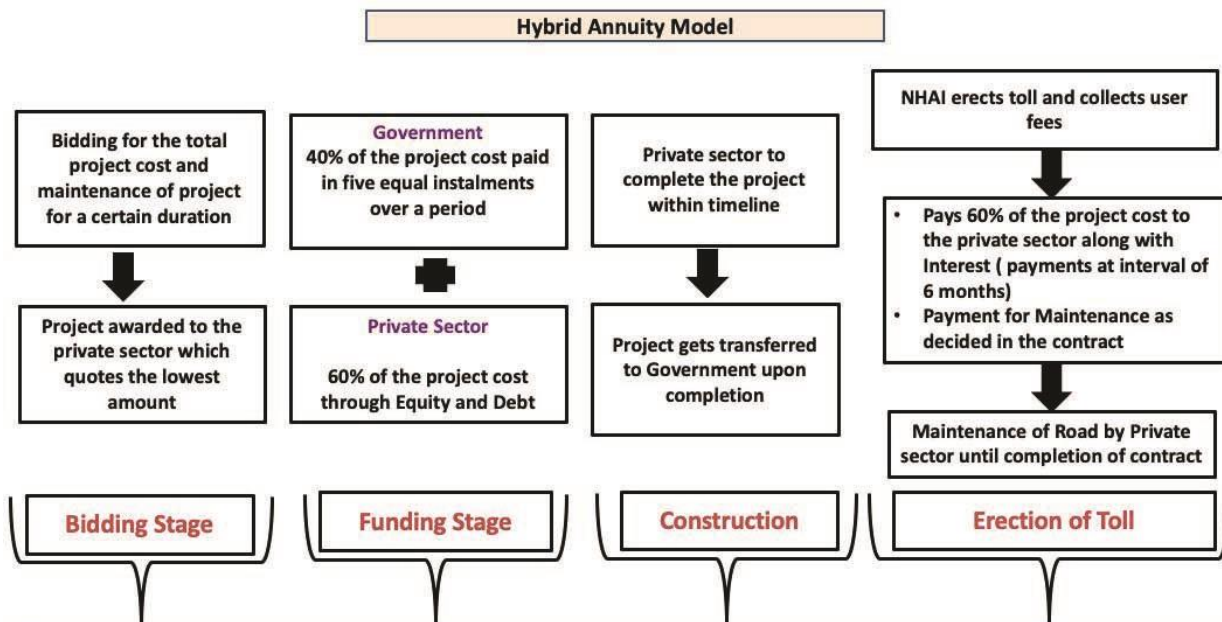 Hybrid Annuity Model
Bidding for the total
project cost and
maintenance of project
for a certain duration
Project awarded to the
private sector which
quotes the lowest
amount
Bidding Stage
Government
40% of the project cost paid
in five equal instalments
over a period
Private Sector
60% of the project cost
through Equity and Debt
Funding Stage
Private sector to
complete the project
within timeline
Project gets transferred
to Government upon
completion
Construction
NHAI erects toll and collects user
fees
• Pays 60% of the project cost to
the private sector along with
Interest ( payments at interval of
6 months)
• Payment for Maintenance as
decided in the contract
Maintenance of Road by Private
sector until completion of contract
Erection of Toll